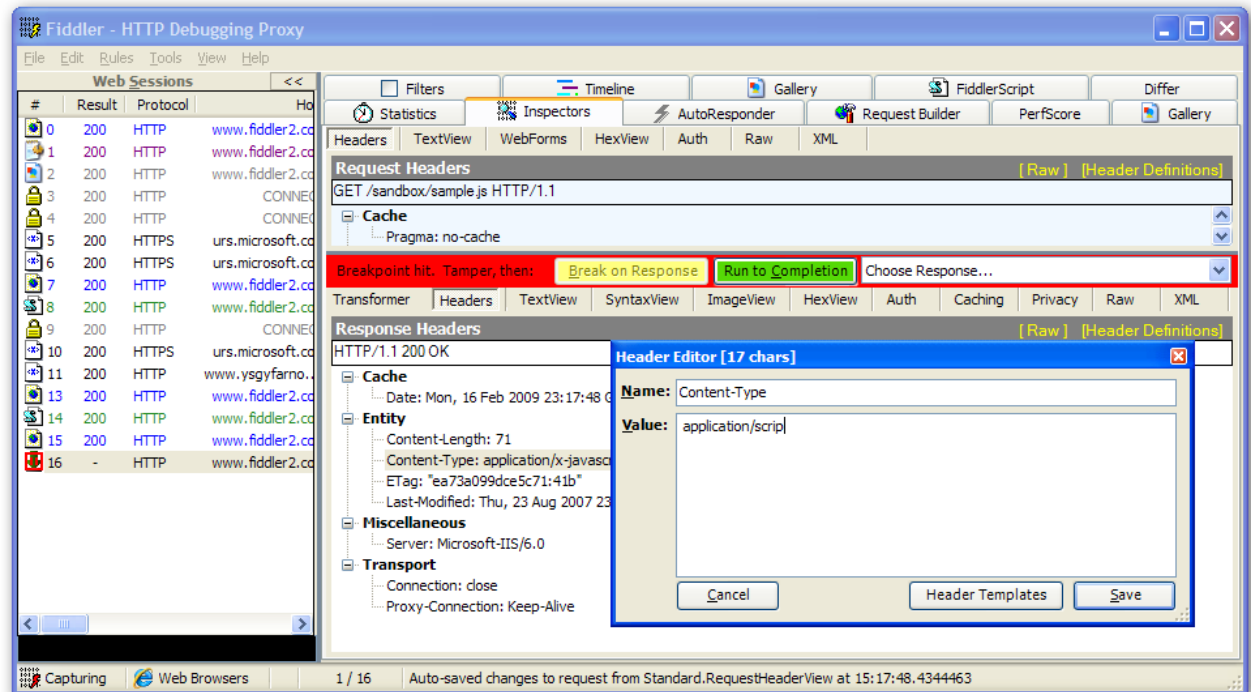 Fiddler - HTTP Debugging Proxy
File Edit Rules Tools View Help
Web Sessions <<
# Result Protocol Ho
0 200 HTTP www.fiddler2.co
1 200 HTTP www.fiddler2.co
2 200 HTTP www.fiddler2.co
3 200 HTTP CONNEC
4 200 HTTP CONNEC
5 200 HTTPS urs.microsoft.co
6 200 HTTPS urs.microsoft.co
7 200 HTTP www.fiddler2.co
8 200 HTTP www.fiddler2.co
9 200 HTTP CONNEC
10 200 HTTPS urs.microsoft.co
11 200 HTTP www.ysgyfarno..
13 200 HTTP www.fiddler2.co
14 200 HTTP www.fiddler2.co
15 200 HTTP www.fiddler2.co
16 - HTTP www.fiddler2.co
Filters Timeline Gallery FiddlerScript Differ
Statistics Inspectors AutoResponder Request Builder PerfScore Gallery
Headers TextView WebForms HexView Auth Raw XML
Request Headers [ Raw ] [Header Definitions]
GET /sandbox/sample.js HTTP/1.1
Cache
Pragma: no-cache
Breakpoint hit. Tamper, then: Break on Response Run to Completion Choose Response...
Transformer Headers TextView SyntaxView ImageView HexView Auth Caching Privacy Raw XML
Response Headers [ Raw ] [Header Definitions]
HTTP/1.1 200 OK
Cache
Date: Mon, 16 Feb 2009 23:17:48 G
Entity
Content-Length: 71
Content-Type: application/x-javascri
ETag: "ea73a099dce5c71:41b"
Last-Modified: Thu, 23 Aug 2007 23
Miscellaneous
Server: Microsoft-IIS/6.0
Transport
Connection: close
Proxy-Connection: Keep-Alive
Header Editor [17 chars]
Name: Content-Type
Value: application/scrip
Cancel Header Templates Save
Capturing Web Browsers 1 / 16 Auto-saved changes to request from Standard.RequestHeaderView at 15:17:48.4344463